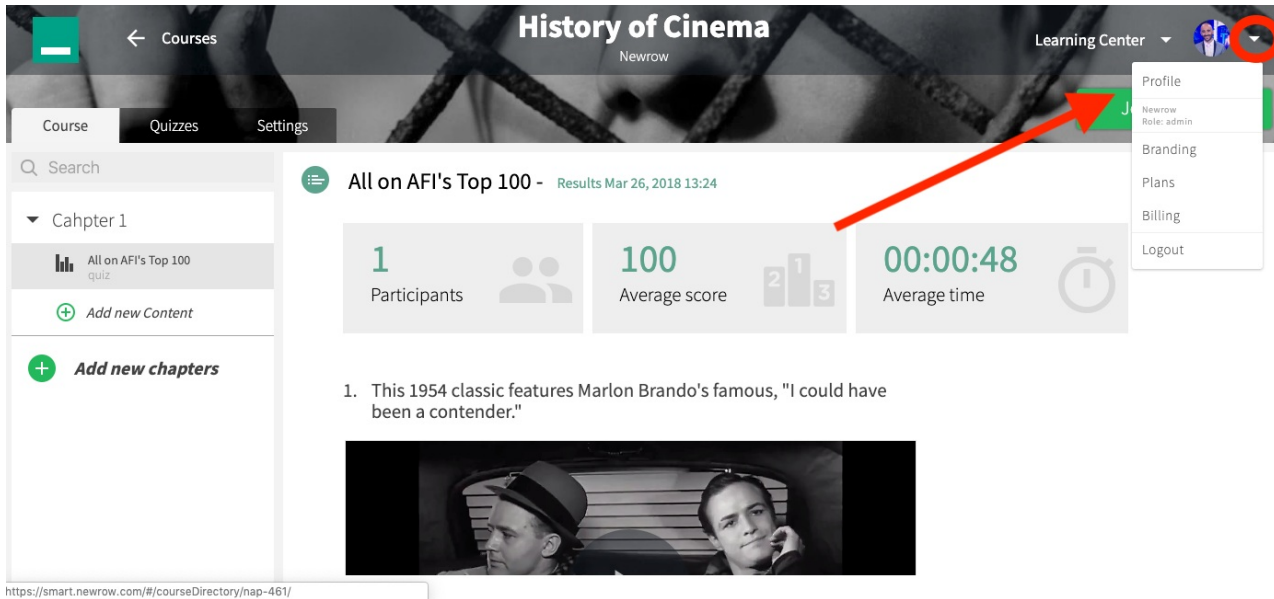 History of Cinema
Newrow
Courses
Learning Center
Course
Quizzes
Settings
Profile
Newrow
Role: admin
Branding
Plans
Billing
Logout
Search
Cahpter 1
All on AFI's Top 100
quiz
Add new Content
Add new chapters
All on AFI's Top 100 - Results Mar 26, 2018 13:24
1
Participants
100
Average score
2 1 3
00:00:48
Average time
1. This 1954 classic features Marlon Brando's famous, "I could have
been a contender."
https://smart.newrow.com/#/courseDirectory/nap-461/